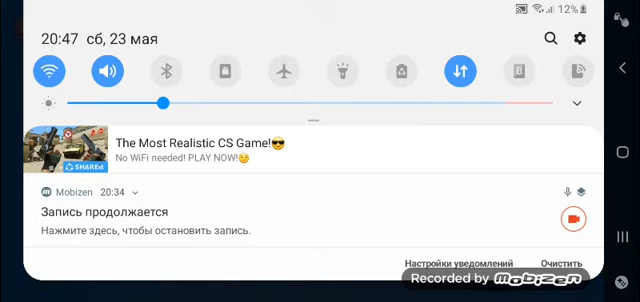 12%
20:47 сб, 23 мая
The Most Realistic CS Game!😎
No WiFi needed! PLAY NOW!😉
SHAREit
Mobizen 20:34
Запись продолжается
Нажмите здесь, чтобы остановить запись.
Настройки уведомлений Очистить
Recorded by mobizen